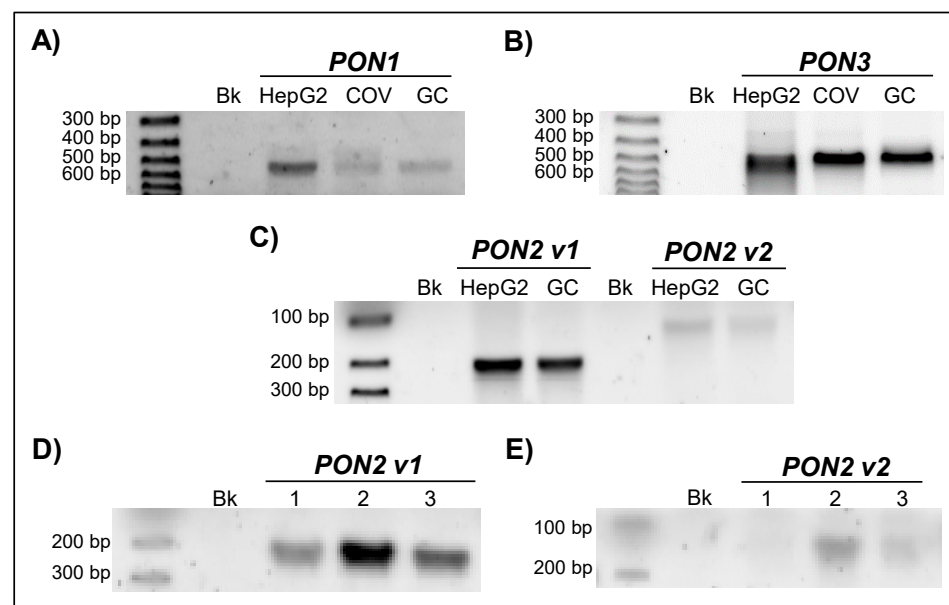 A)
PON1
Bk HepG2 COV GC
300 bp
400 bp
500 bp
600 bp
B)
PON3
Bk HepG2 COV GC
300 bp
400 bp
500 bp
600 bp
C)
PON2 v1 PON2 v2
Bk HepG2 GC Bk HepG2 GC
100 bp
200 bp
300 bp
D)
PON2 v1
Bk 1 2 3
200 bp
300 bp
E)
PON2 v2
Bk 1 2 3
100 bp
200 bp